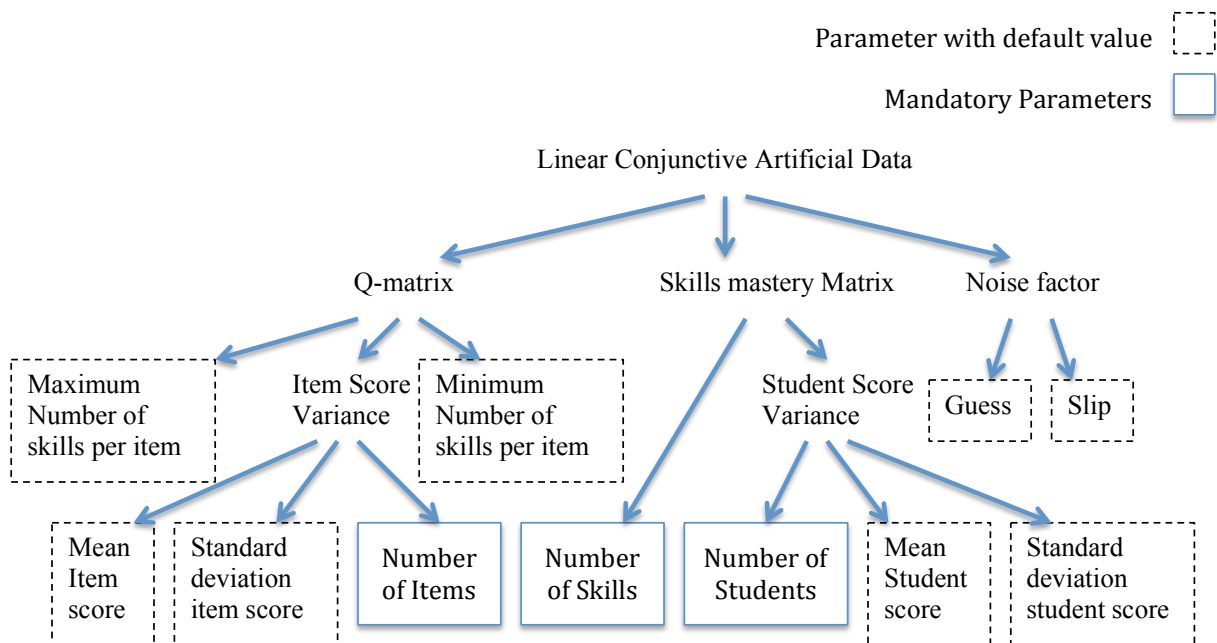 Parameter with default value
Mandatory Parameters
Linear Conjunctive Artificial Data
Q-matrix
Skills mastery Matrix
Noise factor
Maximum
Number of
skills per item
Item Score
Variance
Minimum
Number of
skills per item
Student Score
Variance
Guess
Slip
Mean
Item
score
Standard
deviation
item score
Number
of Items
Number
of Skills
Number of
Students
Mean
Student
score
Standard
deviation
student score